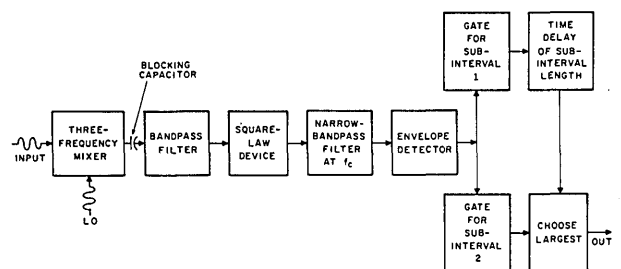 BLOCKING
CAPACITOR
INPUT
THREE-
FREQUENCY
MIXER
LO
BANDPASS
FILTER
SQUARE-
LAW
DEVICE
NARROW-
BANDPASS
FILTER
AT fc
ENVELOPE
DETECTOR
GATE
FOR
SUB-
INTERVAL
1
TIME
DELAY
OF SUB-
INTERVAL
LENGTH
GATE
FOR
SUB-
INTERVAL
2
CHOOSE
LARGEST
OUT